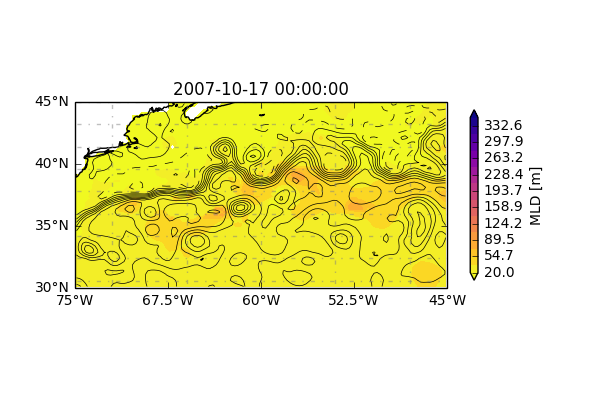 2007-10-17 00:00:00
45°N
40°N
35°N
30°N
75°W
67.5°W
60°W
52.5°W
45°W
332.6
297.9
263.2
228.4
193.7
158.9
124.2
89.5
54.7
20.0
MLD [m]